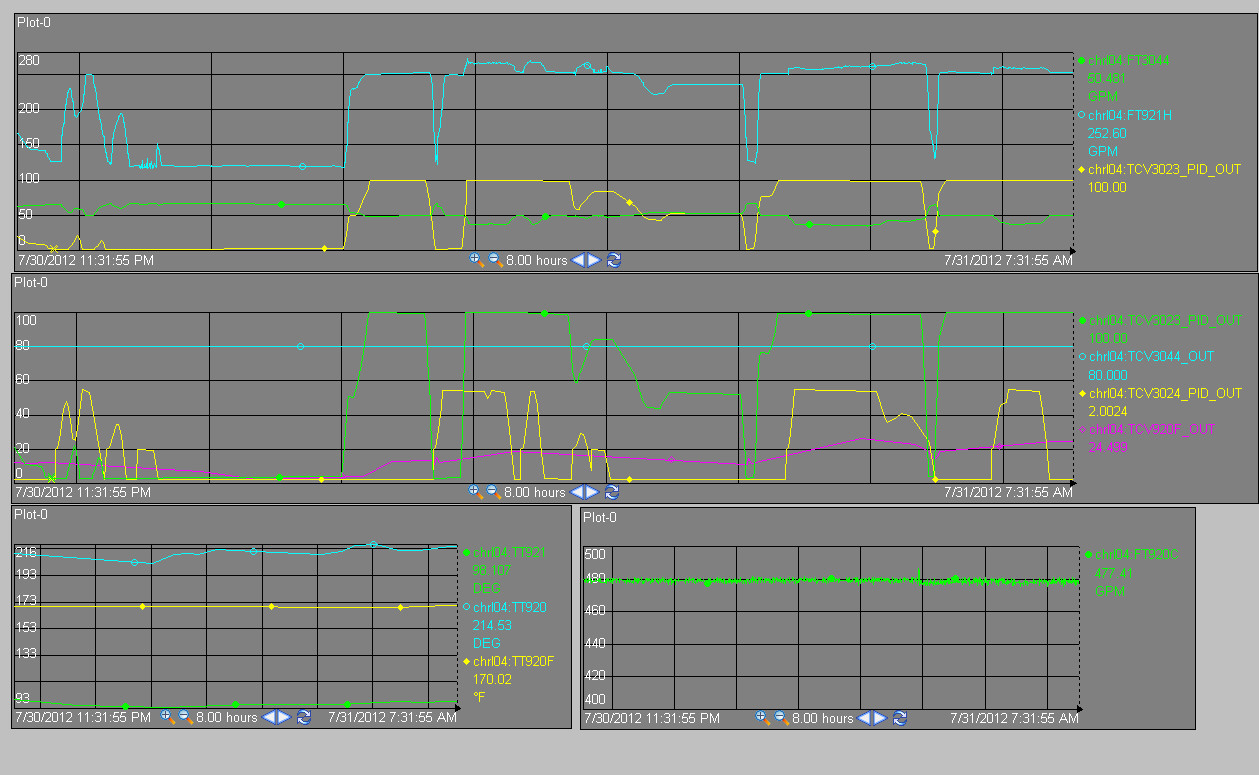 Plot-0
280
200
150
100
50
0
7/30/2012 11:31:55 PM
8.00 hours
7/31/2012 7:31:55 AM
chrl04:FT3044
50.481
GPM
chrl04:FT921H
252.60
GPM
chrl04:TCV3023_PID_OUT
100.00
Plot-0
100
80
60
40
20
0
7/30/2012 11:31:55 PM
8.00 hours
7/31/2012 7:31:55 AM
chrl04:TCV3023_PID_OUT
100.00
chrl04:TCV3044_OUT
80.000
chrl04:TCV3024_PID_OUT
2.0024
chrl04:TCV920F_OUT
24.439
Plot-0
216
193
173
153
133
93
7/30/2012 11:31:55 PM
8.00 hours
7/31/2012 7:31:55 AM
chrl04:TT921
DEG
chrl04:TT920
214.53
DEG
chrl04:TT920F
170.02
°F
Plot-0
500
480
460
440
420
400
7/30/2012 11:31:55 PM
8.00 hours
7/31/2012 7:31:55 AM
chrl04:FT920C
477.41
GPM